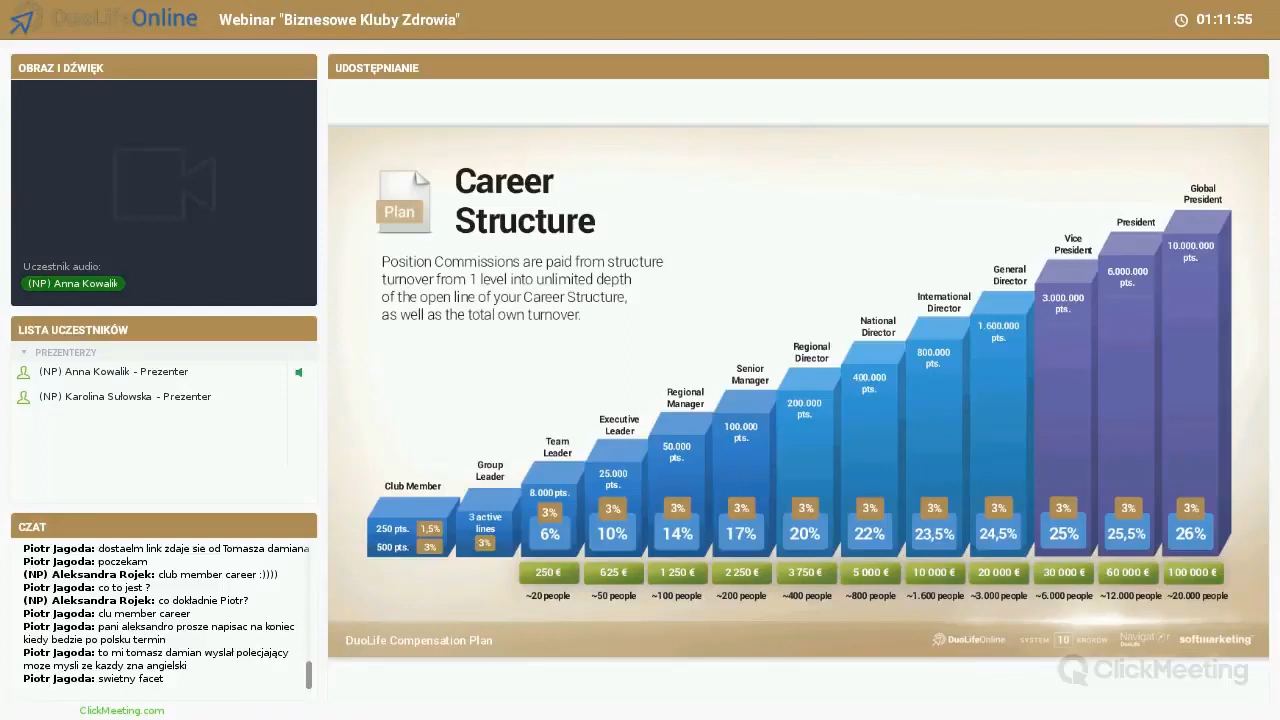 DuoLifeOnline
Webinar "Biznesowe Kluby Zdrowia"
01:11:55
OBRAZ I DŹWIĘK
Uczestnik audio:
(NP) Anna Kowalik
LISTA UCZESTNIKÓW
PREZENTERZY
(NP) Anna Kowalik - Prezenter
(NP) Karolina Sułowska - Prezenter
CZAT
Piotr Jagoda: dostaelm link zdaje sie od Tomasza damiana
Piotr Jagoda: poczekam
(NP) Aleksandra Rojek: club member career :))))
Piotr Jagoda: co to jest ?
(NP) Aleksandra Rojek: co dokładnie Piotr?
Piotr Jagoda: clu member career
Piotr Jagoda: pani aleksandro prosze napisac na koniec
kiedy bedzie po polsku termin
Piotr Jagoda: to mi tomasz damian wysłał polecjający
moze mysli ze kazdy zna angielski
Piotr Jagoda: swietny facet
ClickMeeting.com
UDOSTĘPNIANIE
Plan
Career
Structure
Position Commissions are paid from structure
turnover from 1 level into unlimited depth
of the open line of your Career Structure,
as well as the total own turnover.
Club Member
250 pts. 1,5%
500 pts. 3%
Group
Leader
3 active
lines
3%
Team
Leader
8.000 pts.
3%
6%
250 €
~20 people
Executive
Leader
25.000
pts.
3%
10%
625 €
~50 people
Regional
Manager
50.000
pts.
3%
14%
1 250 €
~100 people
Senior
Manager
100.000
pts.
3%
17%
2 250 €
~200 people
Regional
Director
200.000
pts.
3%
20%
3 750 €
~400 people
National
Director
400.000
pts.
3%
22%
5 000 €
~800 people
International
Director
800.000
pts.
3%
23,5%
10 000 €
~1.600 people
General
Director
1.600.000
pts.
3%
24,5%
20 000 €
~3.000 people
Vice
President
3.000.000
pts.
3%
25%
30 000 €
~6.000 people
President
6.000.000
pts.
3%
25,5%
60 000 €
~12.000 people
Global
President
10.000.000
pts.
3%
26%
100 000 €
~20.000 people
DuoLife Compensation Plan
DuoLifeOnline
SYSTEM 10 KROKÓW
Navigator
DuoLife
softmarketing
ClickMeeting